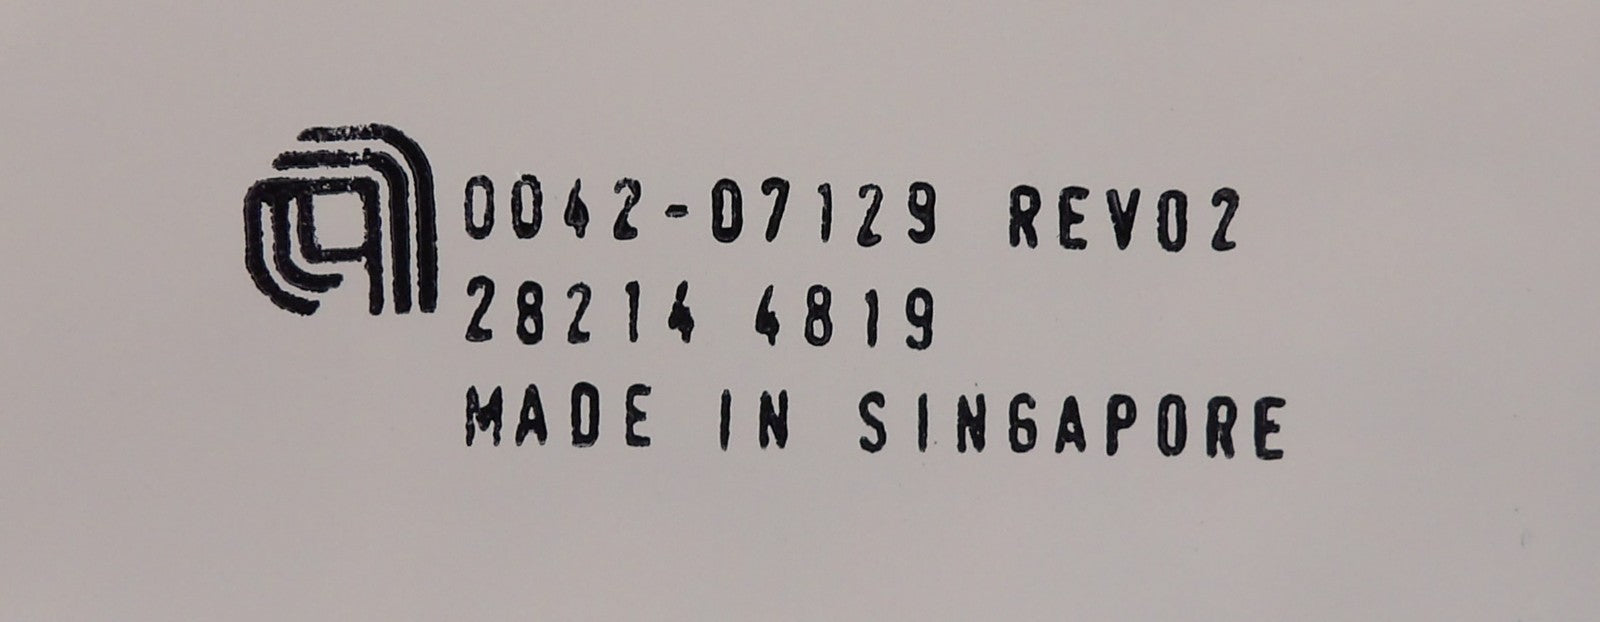 0042-07129 REV02
28214 4819
MADE IN SINGAPORE